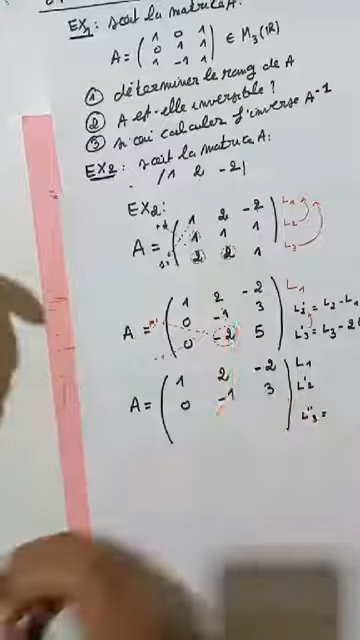 EX1: soit la matrice A:
A = ( 1 0 1
0 1 1
1 -1 1 ) ∈ M3(IR)
① déterminer le rang de A
② A est-elle inversible ?
③ si oui calculer l'inverse A-1
EX2: soit la matrice A:
1 2 -2
EX2:
A = ( 1 2 -2 ) L1
1 1 1 L2
2 2 1 L3
A = ( 1 2 -2 ) L1
0 -1 3
0 -2 5 L'3 = L3 - 2
A = ( 1 2 -2 L1
0 -1 3 L'2
L"3 =